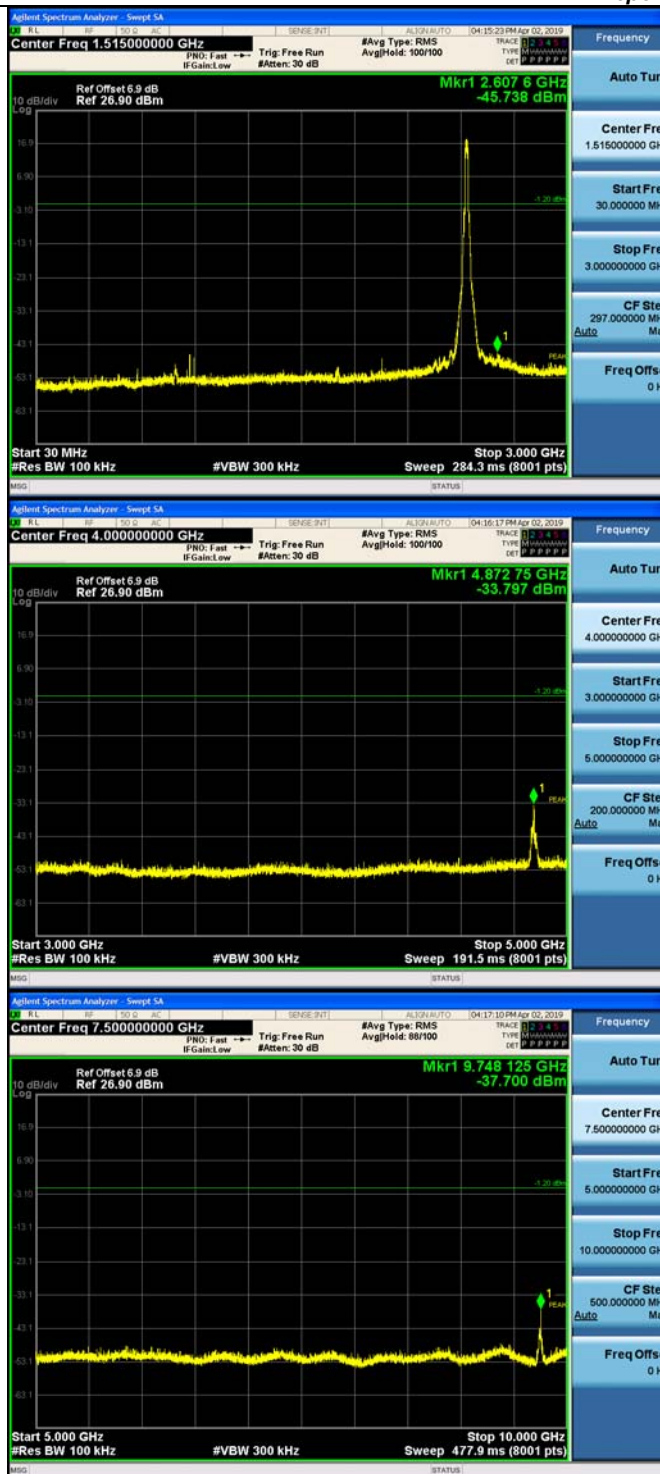 Agilent Spectrum Analyzer - Swept SA
RL RF 50 Ω AC SENSE:INT ALIGN AUTO 04:15:23 PM Apr 02, 2019
Center Freq 1.515000000 GHz #Avg Type: RMS TRACE 1 2 3 4 5
PNO: Fast Trig: Free Run Avg|Hold: 100/100 TYPE
IFGain:Low #Atten: 30 dB DET P P P P P
Mkr1 2.607 6 GHz
Ref Offset 6.9 dB
10 dB/div Ref 26.90 dBm -45.738 dBm
Log
16.9
6.90
-1.20 dBm
-3.10
-13.1
-23.1
-33.1
-43.1
1
PEAK
-53.1
-63.1
Start 30 MHz Stop 3.000 GHz
#Res BW 100 kHz #VBW 300 kHz Sweep 284.3 ms (8001 pts)
MSG STATUS
Frequency
Auto Tun
Center Fre
1.515000000 GH
Start Fre
30.000000 MH
Stop Fre
3.000000000 GH
CF Ste
297.000000 MH
Auto Ma
Freq Offs
0 H
Agilent Spectrum Analyzer - Swept SA
RL RF 50 Ω AC SENSE:INT ALIGN AUTO 04:16:17 PM Apr 02, 2019
Center Freq 4.000000000 GHz #Avg Type: RMS TRACE 1 2 3 4 5
PNO: Fast Trig: Free Run Avg|Hold: 100/100 TYPE
IFGain:Low #Atten: 30 dB DET P P P P P
Mkr1 4.872 75 GHz
Ref Offset 6.9 dB
10 dB/div Ref 26.90 dBm -33.797 dBm
Log
16.9
6.90
-1.20 dBm
-3.10
-13.1
-23.1
1
PEAK
-33.1
-43.1
-53.1
-63.1
Start 3.000 GHz Stop 5.000 GHz
#Res BW 100 kHz #VBW 300 kHz Sweep 191.5 ms (8001 pts)
MSG STATUS
Frequency
Auto Tun
Center Fre
4.000000000 GH
Start Fre
3.000000000 GH
Stop Fre
5.000000000 GH
CF Ste
200.000000 MH
Auto Ma
Freq Offs
0 H
Agilent Spectrum Analyzer - Swept SA
RL RF 50 Ω AC SENSE:INT ALIGN AUTO 04:17:10 PM Apr 02, 2019
Center Freq 7.500000000 GHz #Avg Type: RMS TRACE 1 2 3 4 5
PNO: Fast Trig: Free Run Avg|Hold: 88/100 TYPE
IFGain:Low #Atten: 30 dB DET P P P P P
Mkr1 9.748 125 GHz
Ref Offset 6.9 dB
10 dB/div Ref 26.90 dBm -37.700 dBm
Log
16.9
6.90
-1.20 dBm
-3.10
-13.1
-23.1
-33.1
1
PEAK
-43.1
-53.1
-63.1
Start 5.000 GHz Stop 10.000 GHz
#Res BW 100 kHz #VBW 300 kHz Sweep 477.9 ms (8001 pts)
MSG STATUS
Frequency
Auto Tun
Center Fre
7.500000000 GH
Start Fre
5.000000000 GH
Stop Fre
10.000000000 GH
CF Ste
500.000000 MH
Auto Ma
Freq Offs
0 H